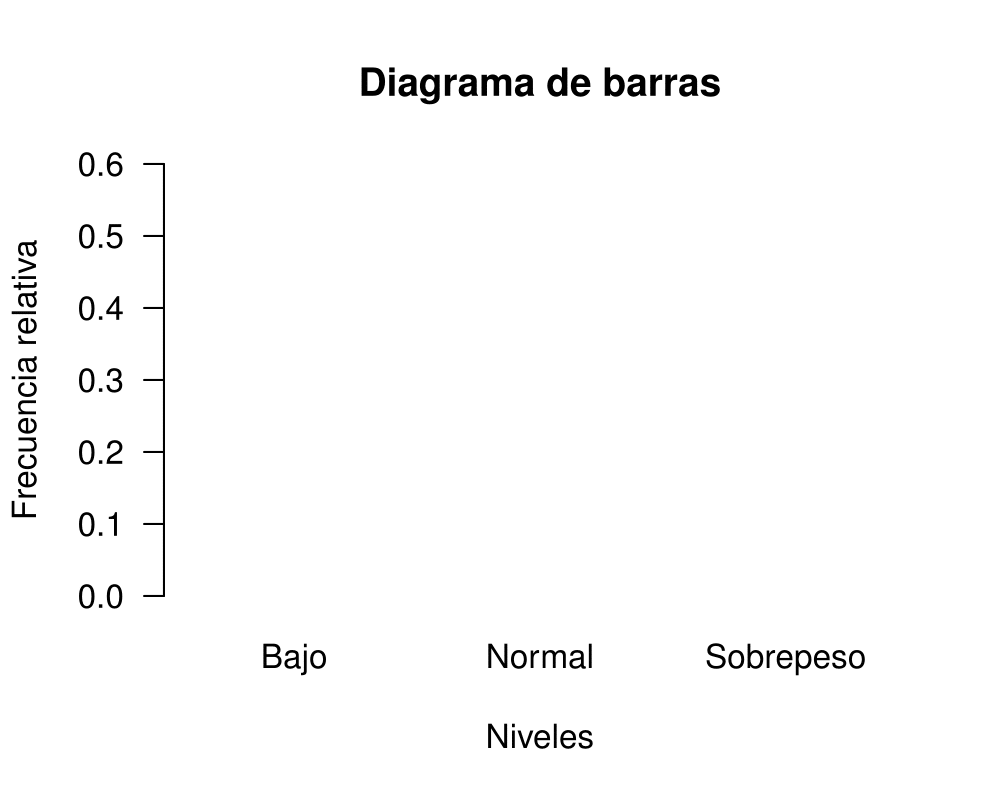 Diagrama de barras
Frecuencia relativa
0.6
0.5
0.4
0.3
0.2
0.1
0.0
Bajo Normal Sobrepeso
Niveles